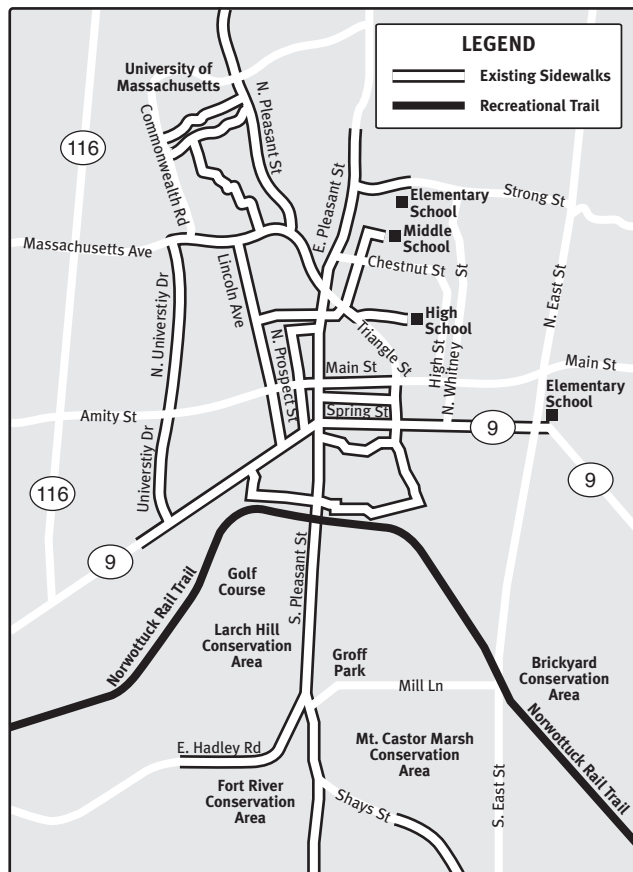 LEGEND
Existing Sidewalks
Recreational Trail
University of
Massachusetts
N. Pleasant St
116
Commonwealth Rd
E. Pleasant St
Elementary
School
Strong St
Middle
School
Massachusetts Ave
Chestnut St
Lincoln Ave
N. East St
N. Universtiy Dr
High
School
Triangle St
High St
N. Whitney St
N. Prospect St
Main St
Main St
Elementary
School
Amity St
Spring St
9
Universtiy Dr
116
9
9
S. Pleasant St
Norwottuck Rail Trail
Golf
Course
Larch Hill
Conservation
Area
Groff
Park
Mill Ln
Brickyard
Conservation
Area
Norwottuck Rail Trail
E. Hadley Rd
Mt. Castor Marsh
Conservation
Area
Fort River
Conservation
Area
Shays St
S. East St